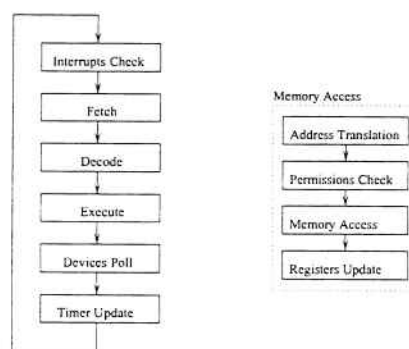 Interrupts Check
Fetch
Decode
Execute
Devices Poll
Timer Update
Memory Access
Address Translation
Permissions Check
Memory Access
Registers Update